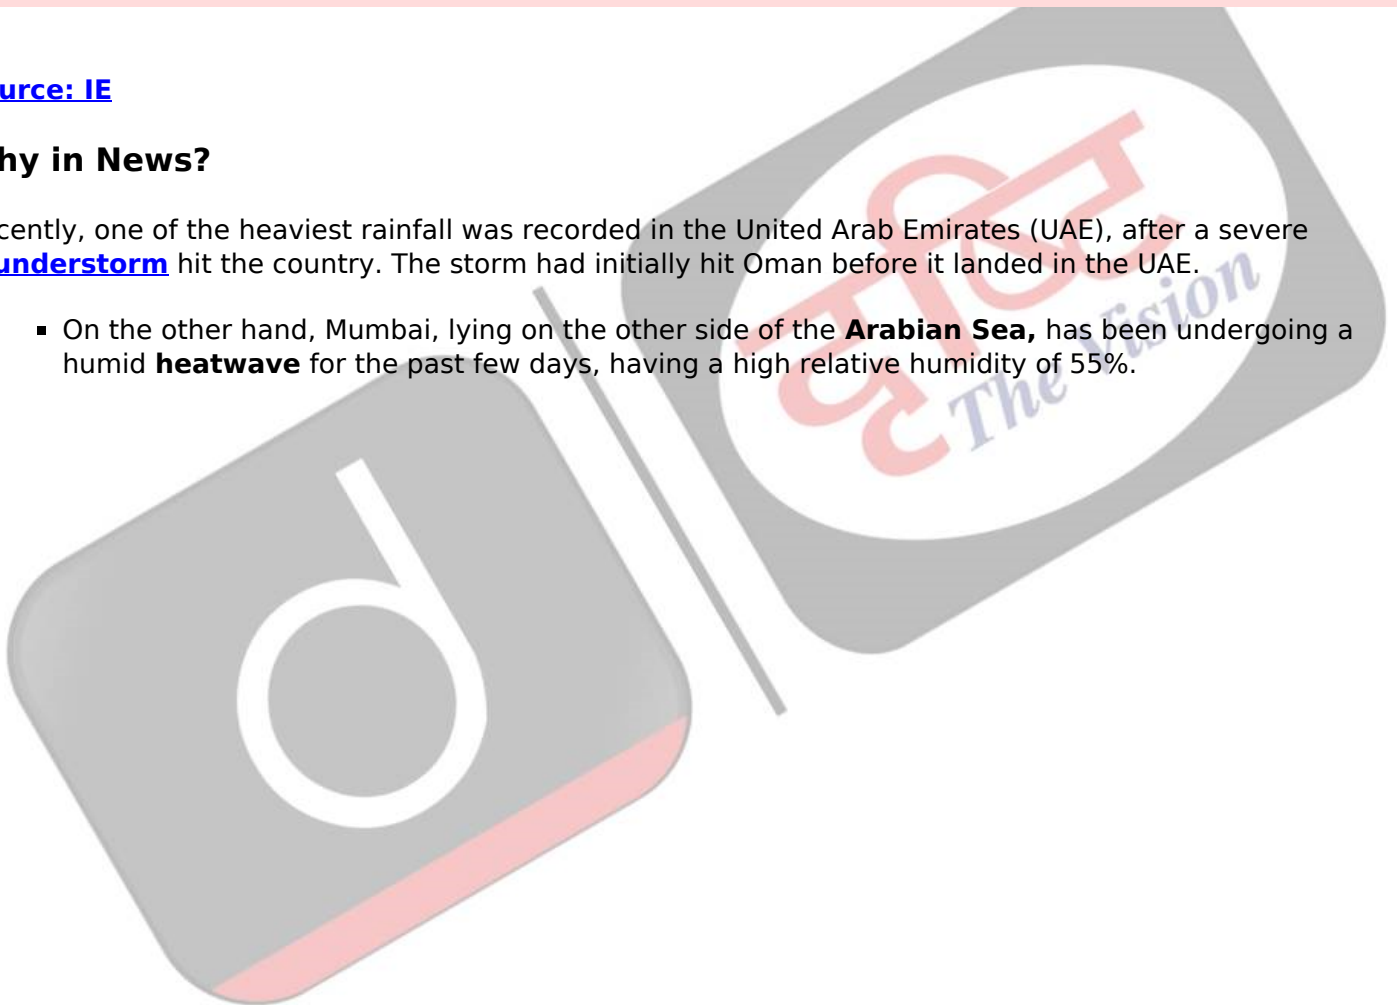 urce: IE
hy in News?
cently, one of the heaviest rainfall was recorded in the United Arab Emirates (UAE), after a severe
understorm hit the country. The storm had initially hit Oman before it landed in the UAE.
▪ On the other hand, Mumbai, lying on the other side of the Arabian Sea, has been undergoing a
humid heatwave for the past few days, having a high relative humidity of 55%.
दृष्टि
The Vision